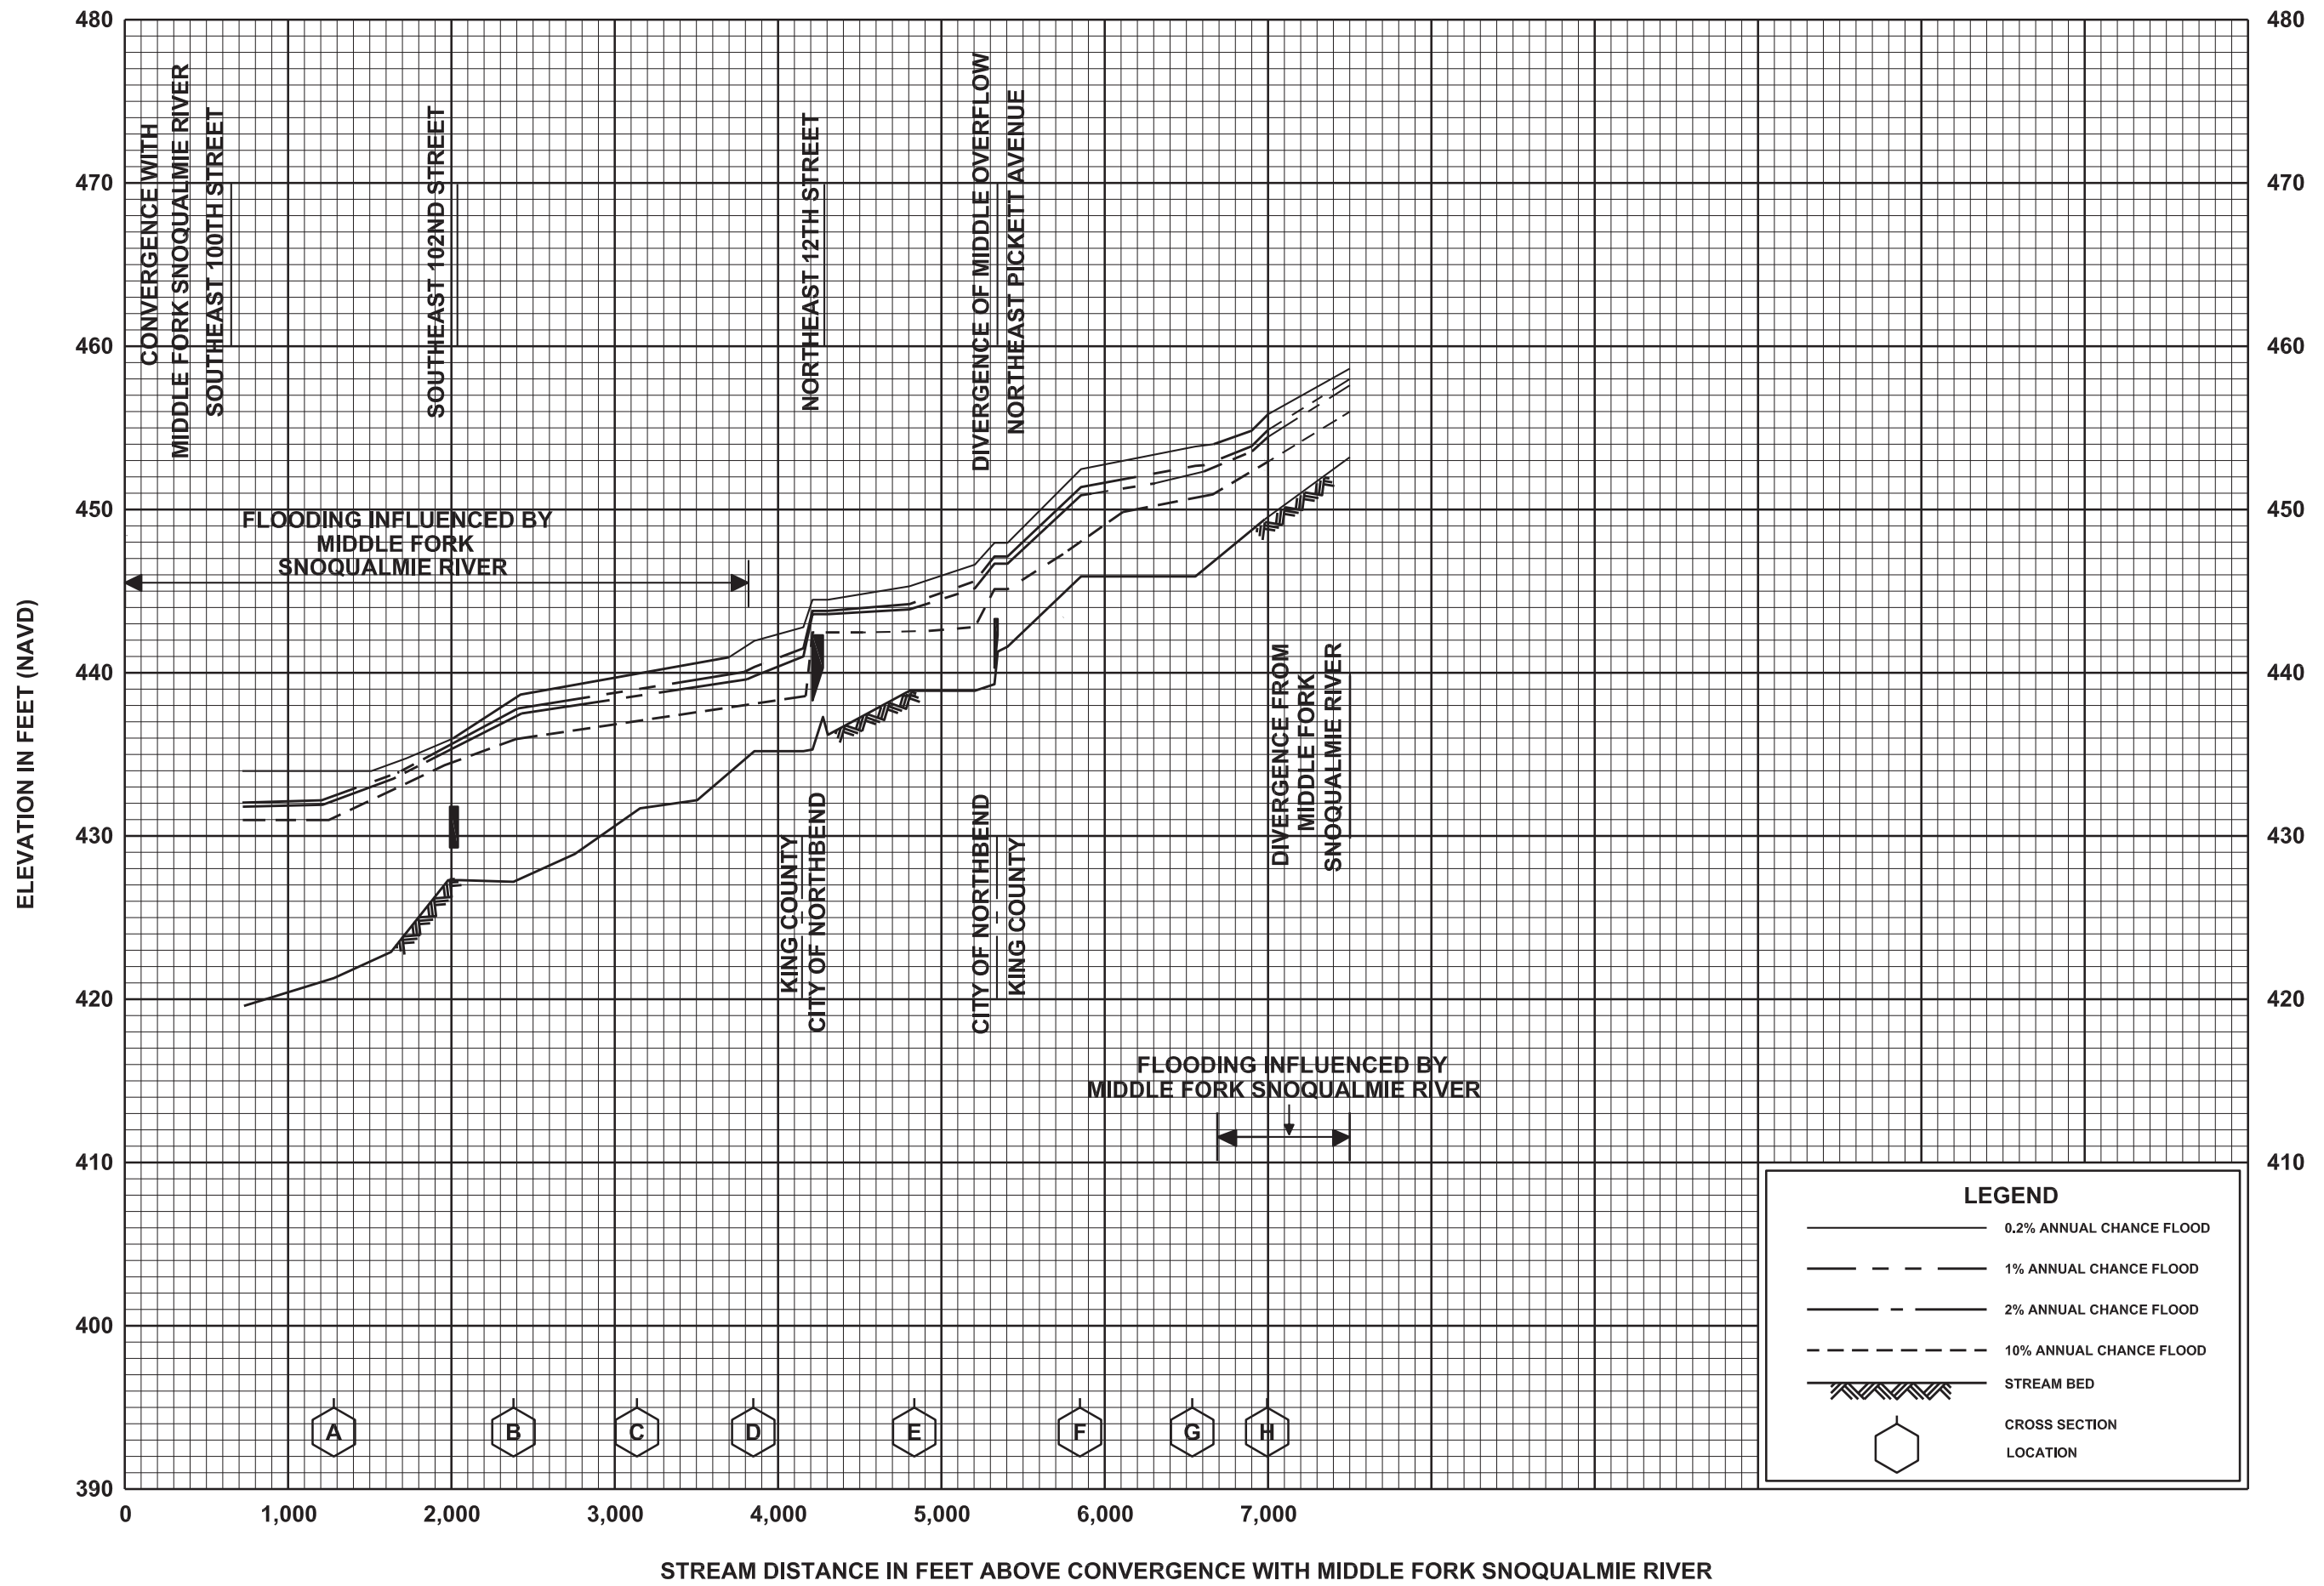 480
480
CONVERGENCE WITH
MIDDLE FORK SNOQUALMIE RIVER
SOUTHEAST 100TH STREET
SOUTHEAST 102ND STREET
NORTHEAST 12TH STREET
DIVERGENCE OF MIDDLE OVERFLOW
NORTHEAST PICKETT AVENUE
470
470
460
460
450
450
FLOODING INFLUENCED BY
MIDDLE FORK
SNOQUALMIE RIVER
440
440
DIVERGENCE FROM
MIDDLE FORK
SNOQUALMIE RIVER
ELEVATION IN FEET (NAVD)
430
430
KING COUNTY
CITY OF NORTHBEND
CITY OF NORTHBEND
KING COUNTY
420
420
FLOODING INFLUENCED BY
MIDDLE FORK SNOQUALMIE RIVER
410
410
LEGEND
0.2% ANNUAL CHANCE FLOOD
1% ANNUAL CHANCE FLOOD
2% ANNUAL CHANCE FLOOD
10% ANNUAL CHANCE FLOOD
STREAM BED
CROSS SECTION
LOCATION
400
A
B
C
D
E
F
G
H
390
0
1,000
2,000
3,000
4,000
5,000
6,000
7,000
STREAM DISTANCE IN FEET ABOVE CONVERGENCE WITH MIDDLE FORK SNOQUALMIE RIVER